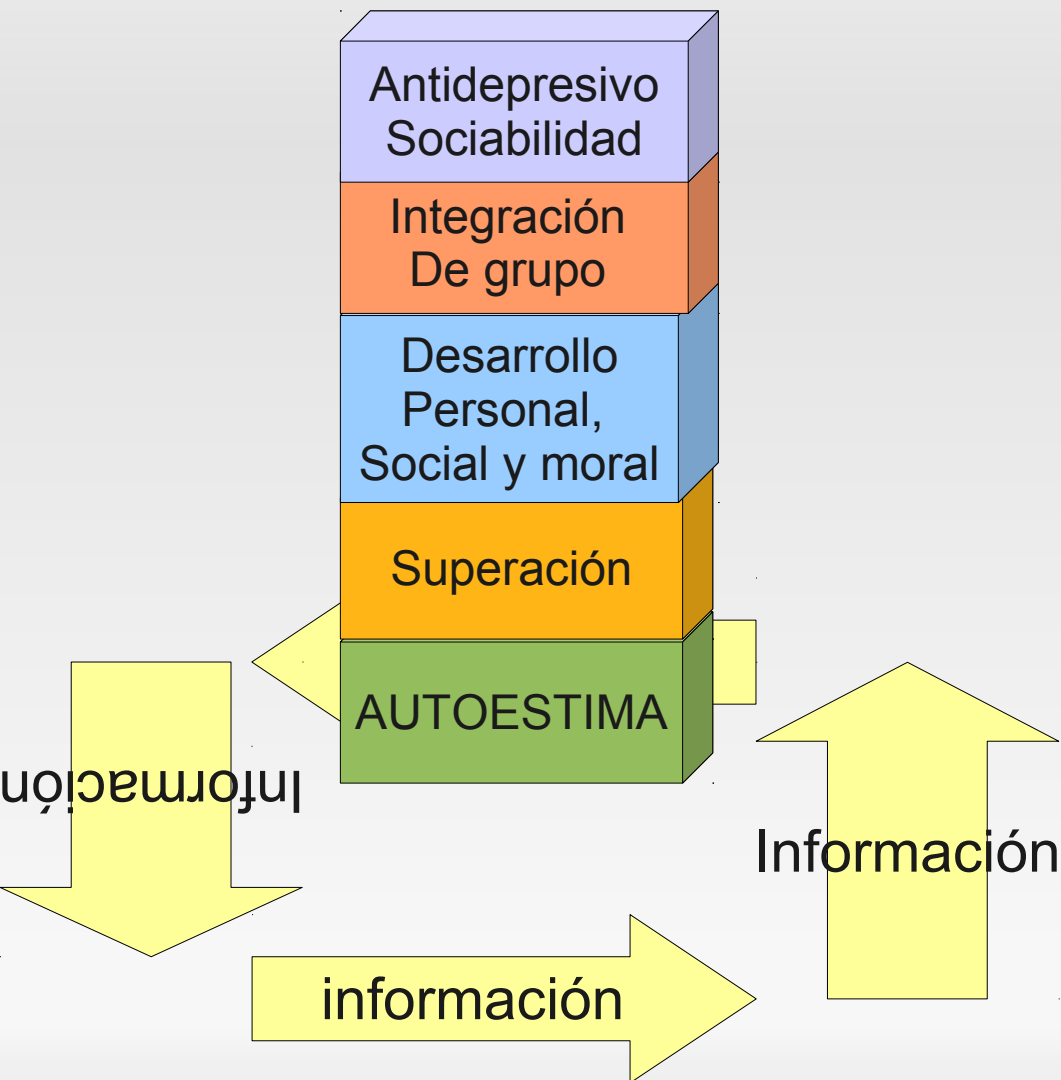 Antidepresivo
Sociabilidad
Integración
De grupo
Desarrollo
Personal,
Social y moral
Superación
AUTOESTIMA
Información
Información
información